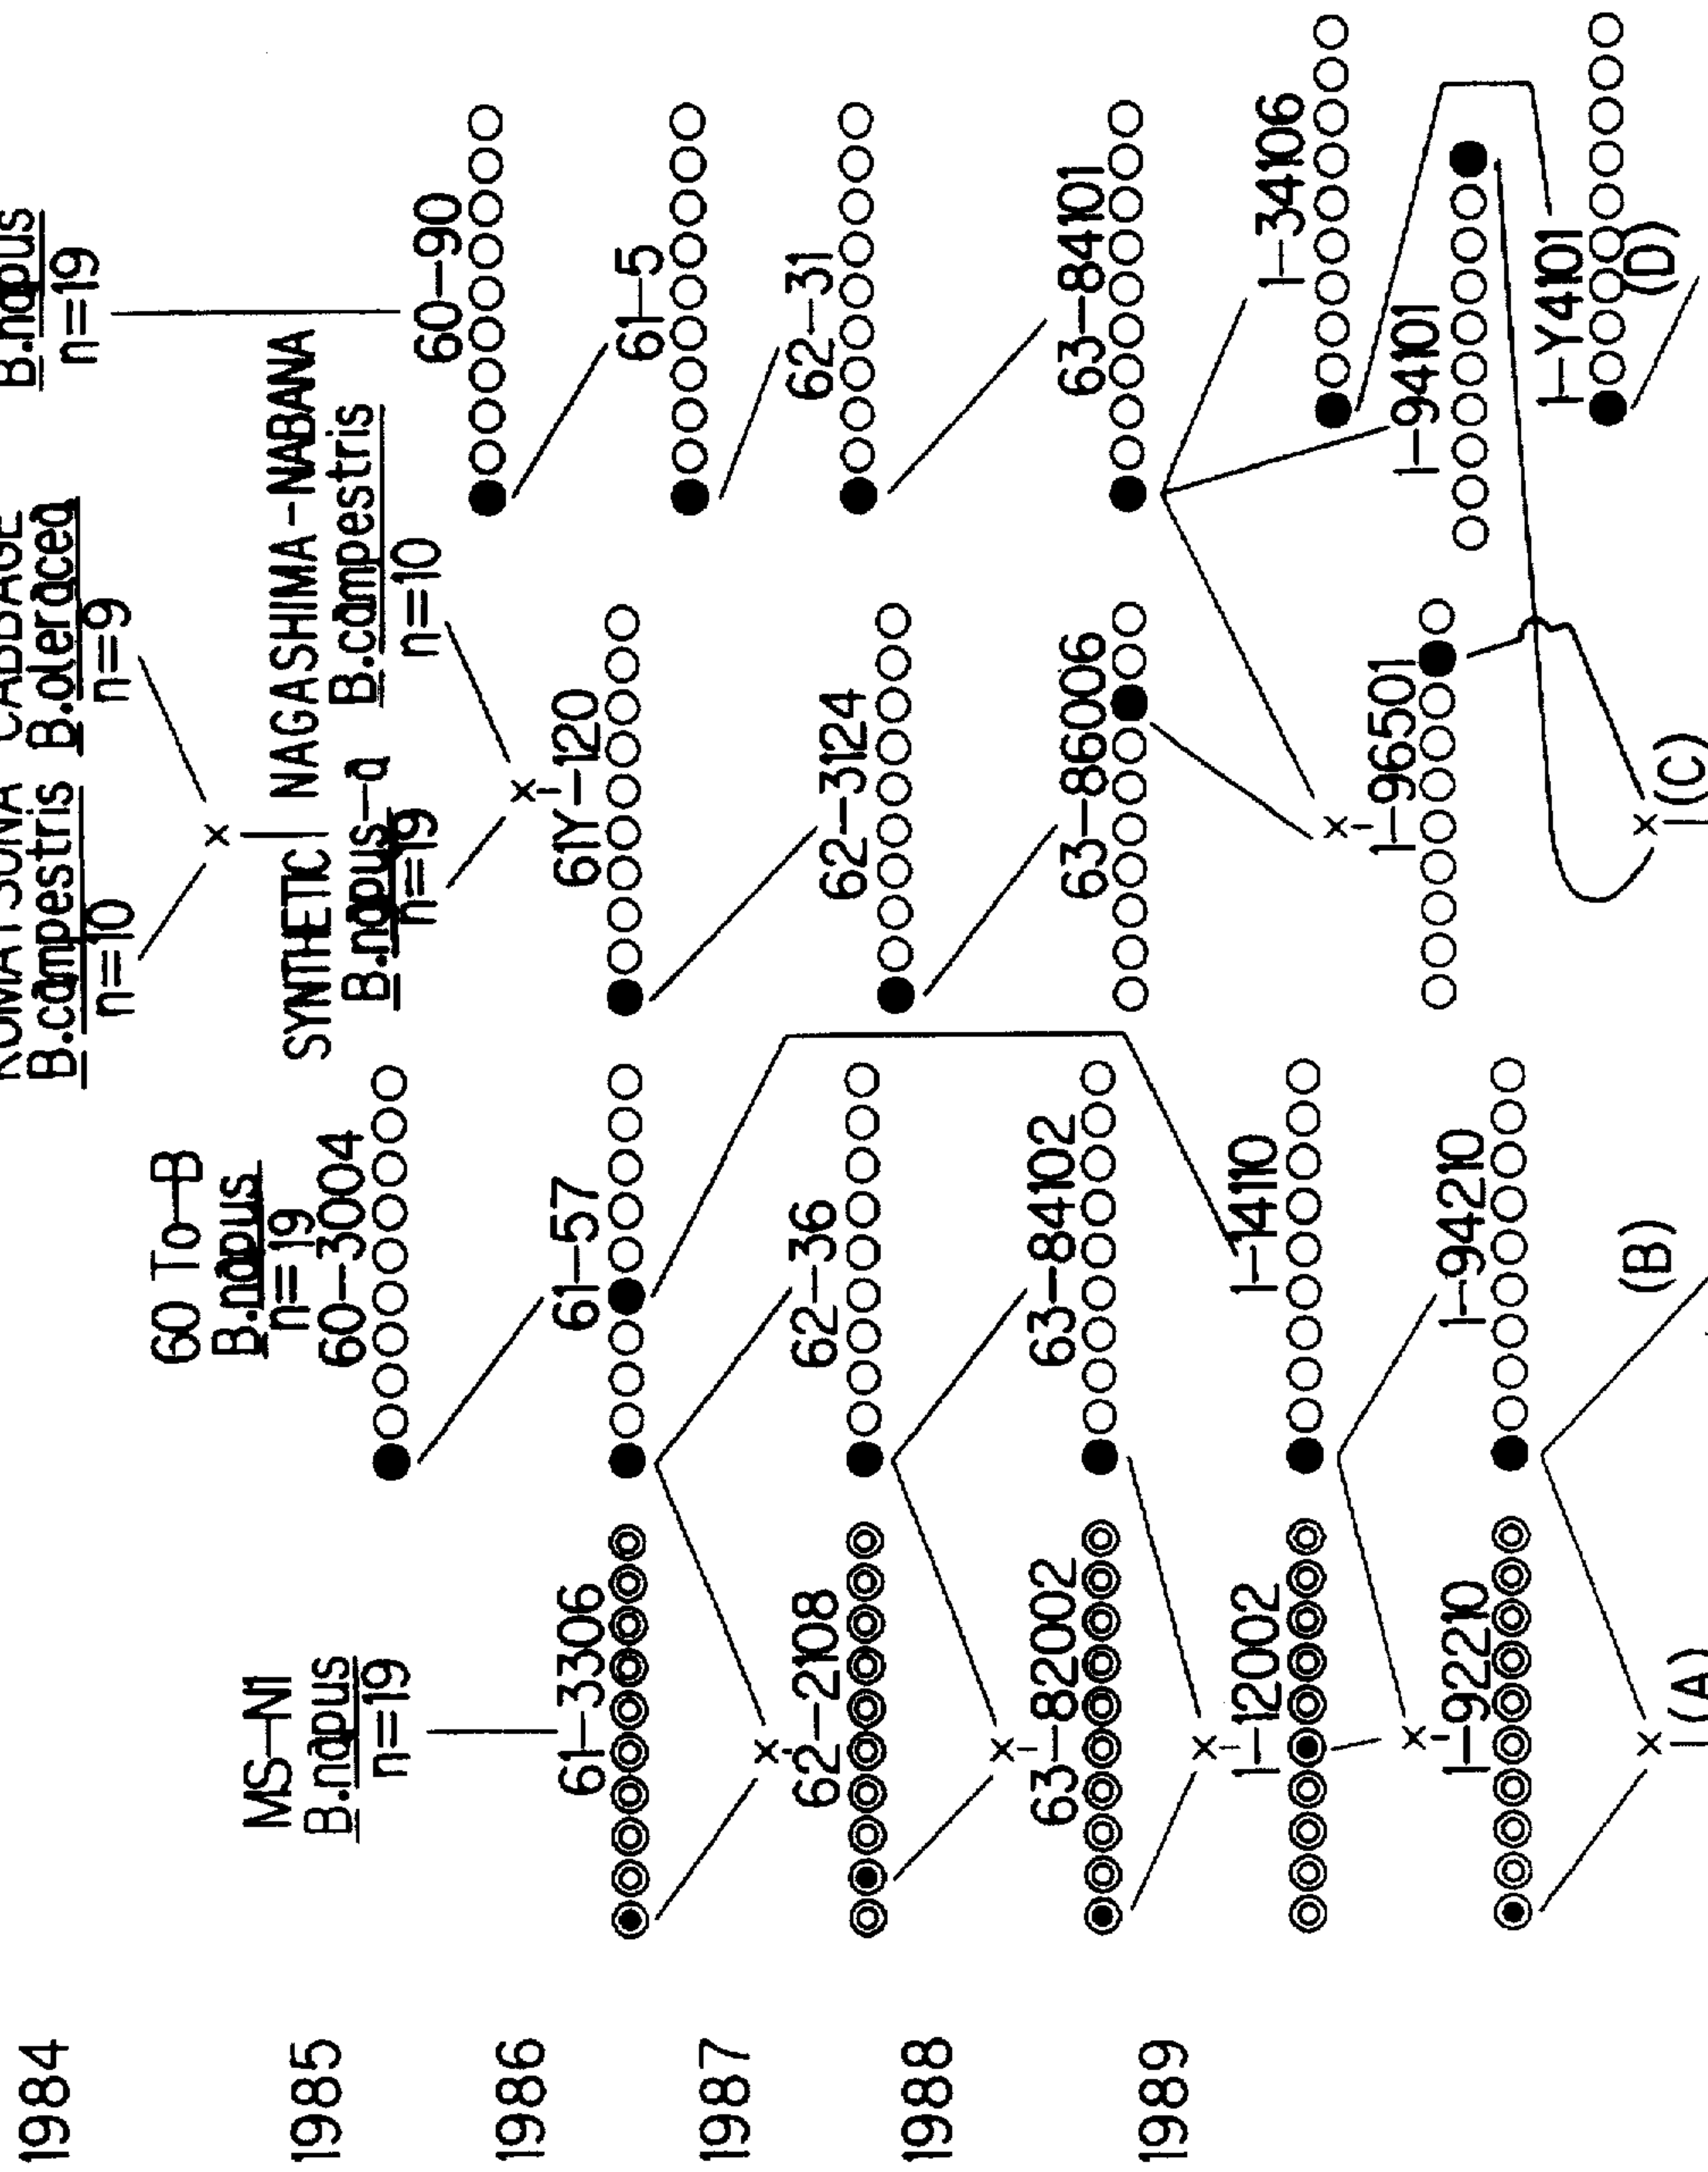 1984
1985
1986
1987
1988
1989
MS-N1
B.napus
n=19
61-3306
62-2108
63-82002
1-12002
1-92210
(A)
60 To-B
B.napus
n=19
60-3004
61-57
62-36
63-84102
1-14110
1-94210
(B)
B.campestris
n=10
CABBAGE
B.oleracea
n=9
×
SYNTHETIC
B.napus-a
n=19
NAGASHIMA-NABANA
B.campestris
n=10
×
61Y-120
62-3124
63-86006
×
1-96501
×
(C)
B.napus
n=19
60-90
61-5
62-31
63-84101
1-34106
1-94101
1-Y4101
(D)
×
×
×
×
×